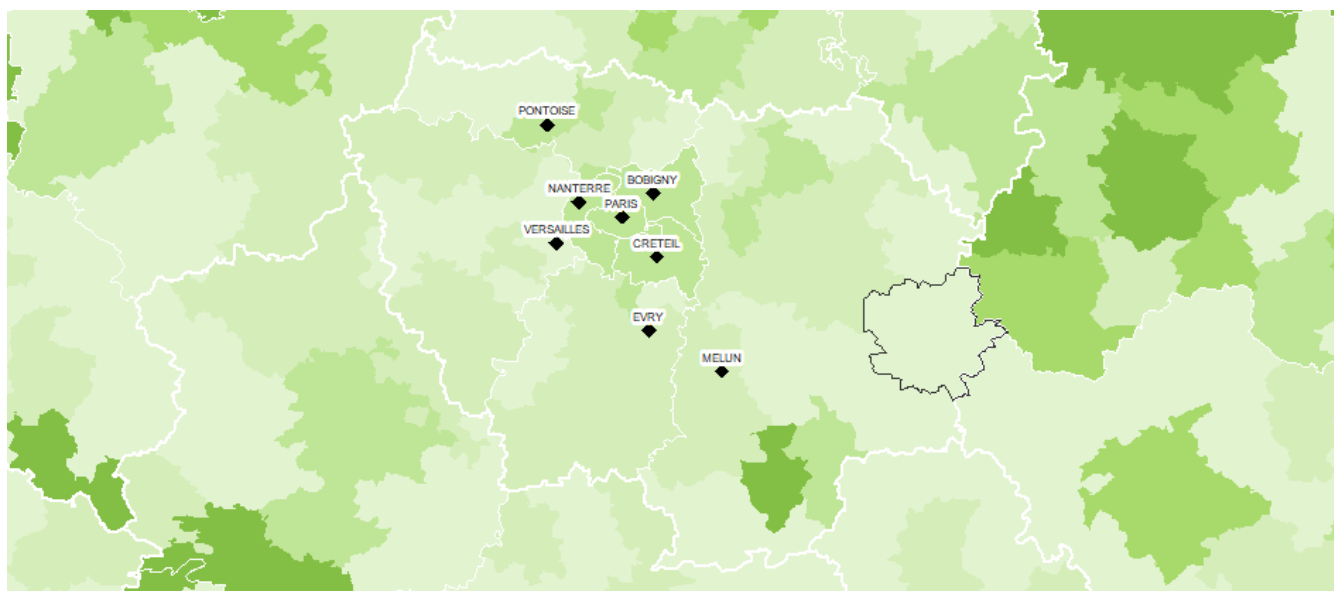 PONTOISE
BOBIGNY
NANTERRE
PARIS
VERSAILLES
CRETEIL
EVRY
MELUN